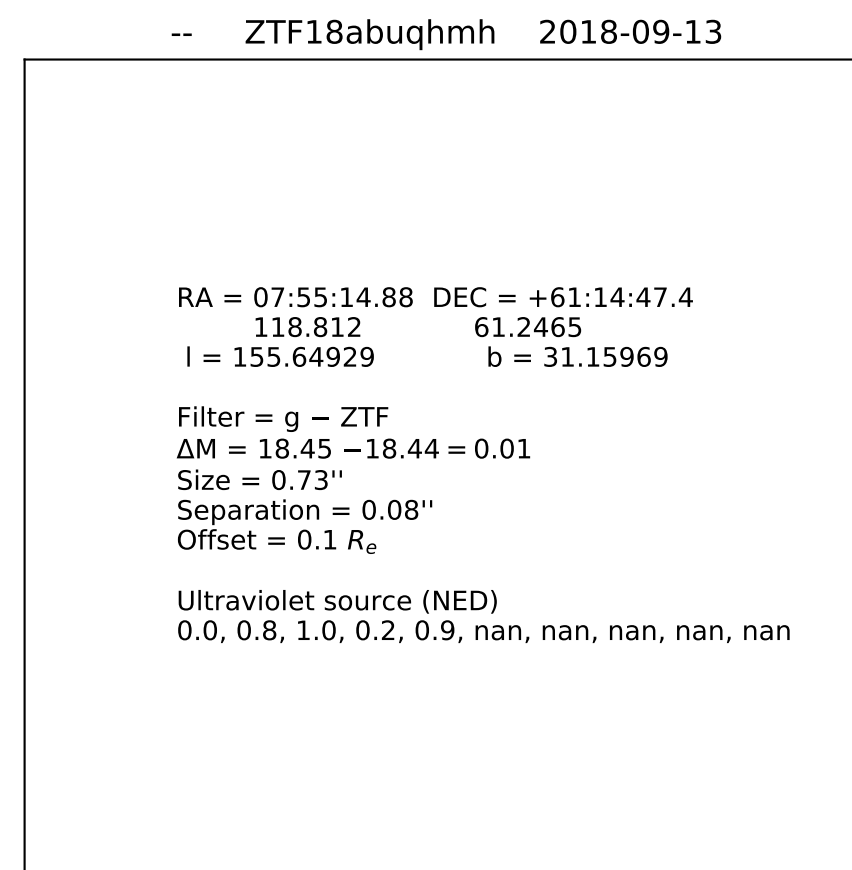 --    ZTF18abuqhmh    2018-09-13
RA = 07:55:14.88  DEC = +61:14:47.4
118.812    61.2465
l = 155.64929    b = 31.15969
Filter = g − ZTF
ΔM = 18.45 −18.44 = 0.01
Size = 0.73''
Separation = 0.08''
Offset = 0.1 Re
Ultraviolet source (NED)
0.0, 0.8, 1.0, 0.2, 0.9, nan, nan, nan, nan, nan